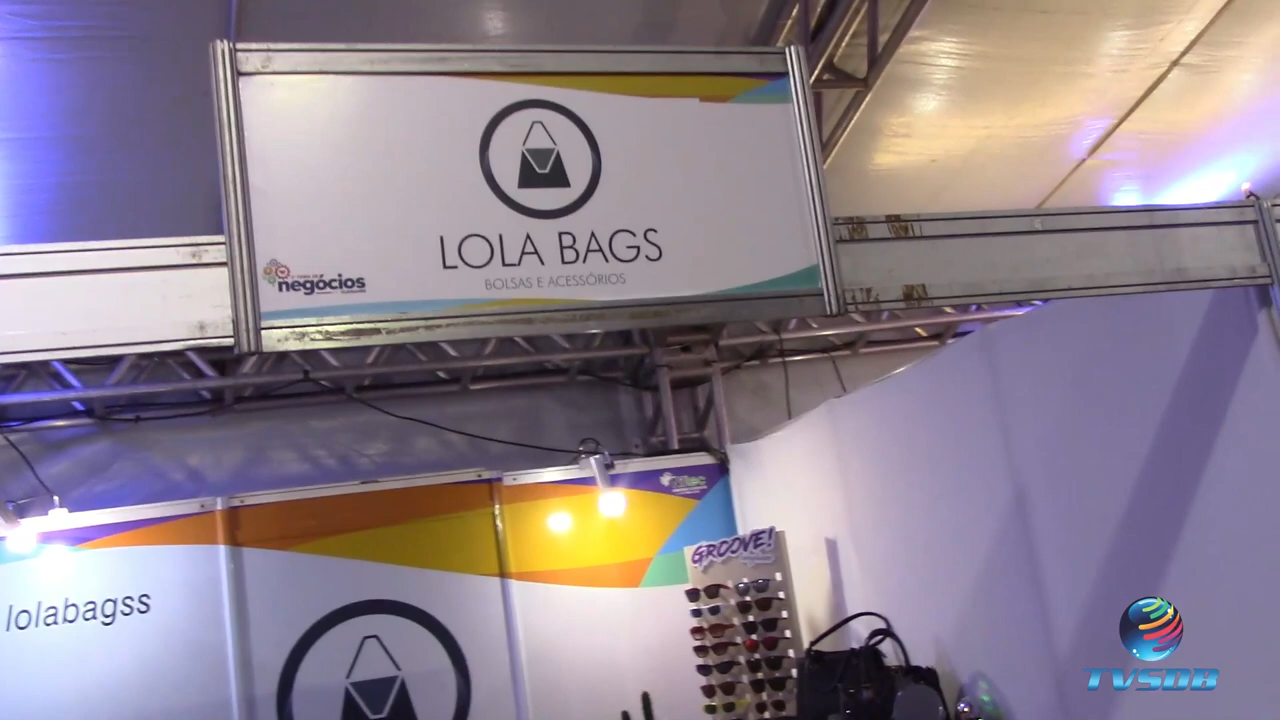 LOLA BAGS
BOLSAS E ACESSÓRIOS
negócios
lolabagss
GROOVE!
TVSDB